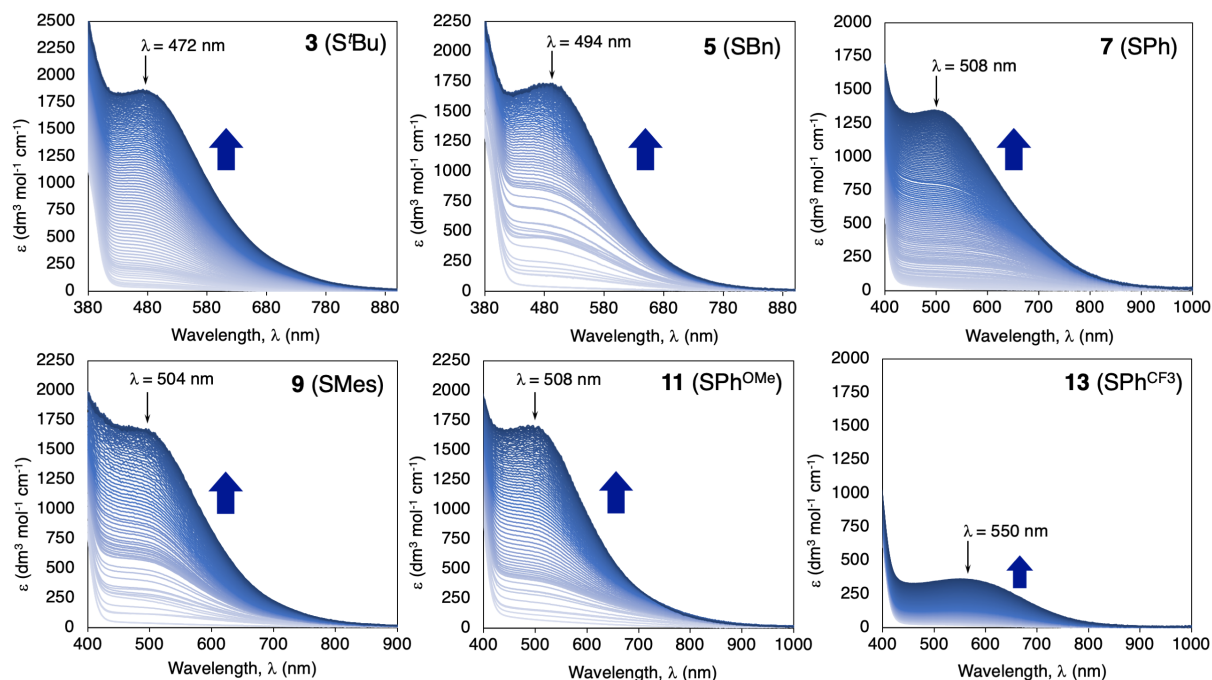 3 (SᵗBu)
λ = 472 nm
2500
2250
2000
1750
1500
1250
1000
750
500
250
0
ε (dm³ mol⁻¹ cm⁻¹)
380 480 580 680 780 880
Wavelength, λ (nm)
5 (SBn)
λ = 494 nm
2250
2000
1750
1500
1250
1000
750
500
250
0
ε (dm³ mol⁻¹ cm⁻¹)
380 480 580 680 780 880
Wavelength, λ (nm)
7 (SPh)
λ = 508 nm
2000
1750
1500
1250
1000
750
500
250
0
ε (dm³ mol⁻¹ cm⁻¹)
400 500 600 700 800 900 1000
Wavelength, λ (nm)
9 (SMes)
λ = 504 nm
2250
2000
1750
1500
1250
1000
750
500
250
0
ε (dm³ mol⁻¹ cm⁻¹)
400 500 600 700 800 900
Wavelength, λ (nm)
11 (SPhᴼᴹᵉ)
λ = 508 nm
2250
2000
1750
1500
1250
1000
750
500
250
0
ε (dm³ mol⁻¹ cm⁻¹)
400 500 600 700 800 900 1000
Wavelength, λ (nm)
13 (SPhCF3)
λ = 550 nm
2000
1750
1500
1250
1000
750
500
250
0
ε (dm³ mol⁻¹ cm⁻¹)
400 500 600 700 800 900 1000
Wavelength, λ (nm)